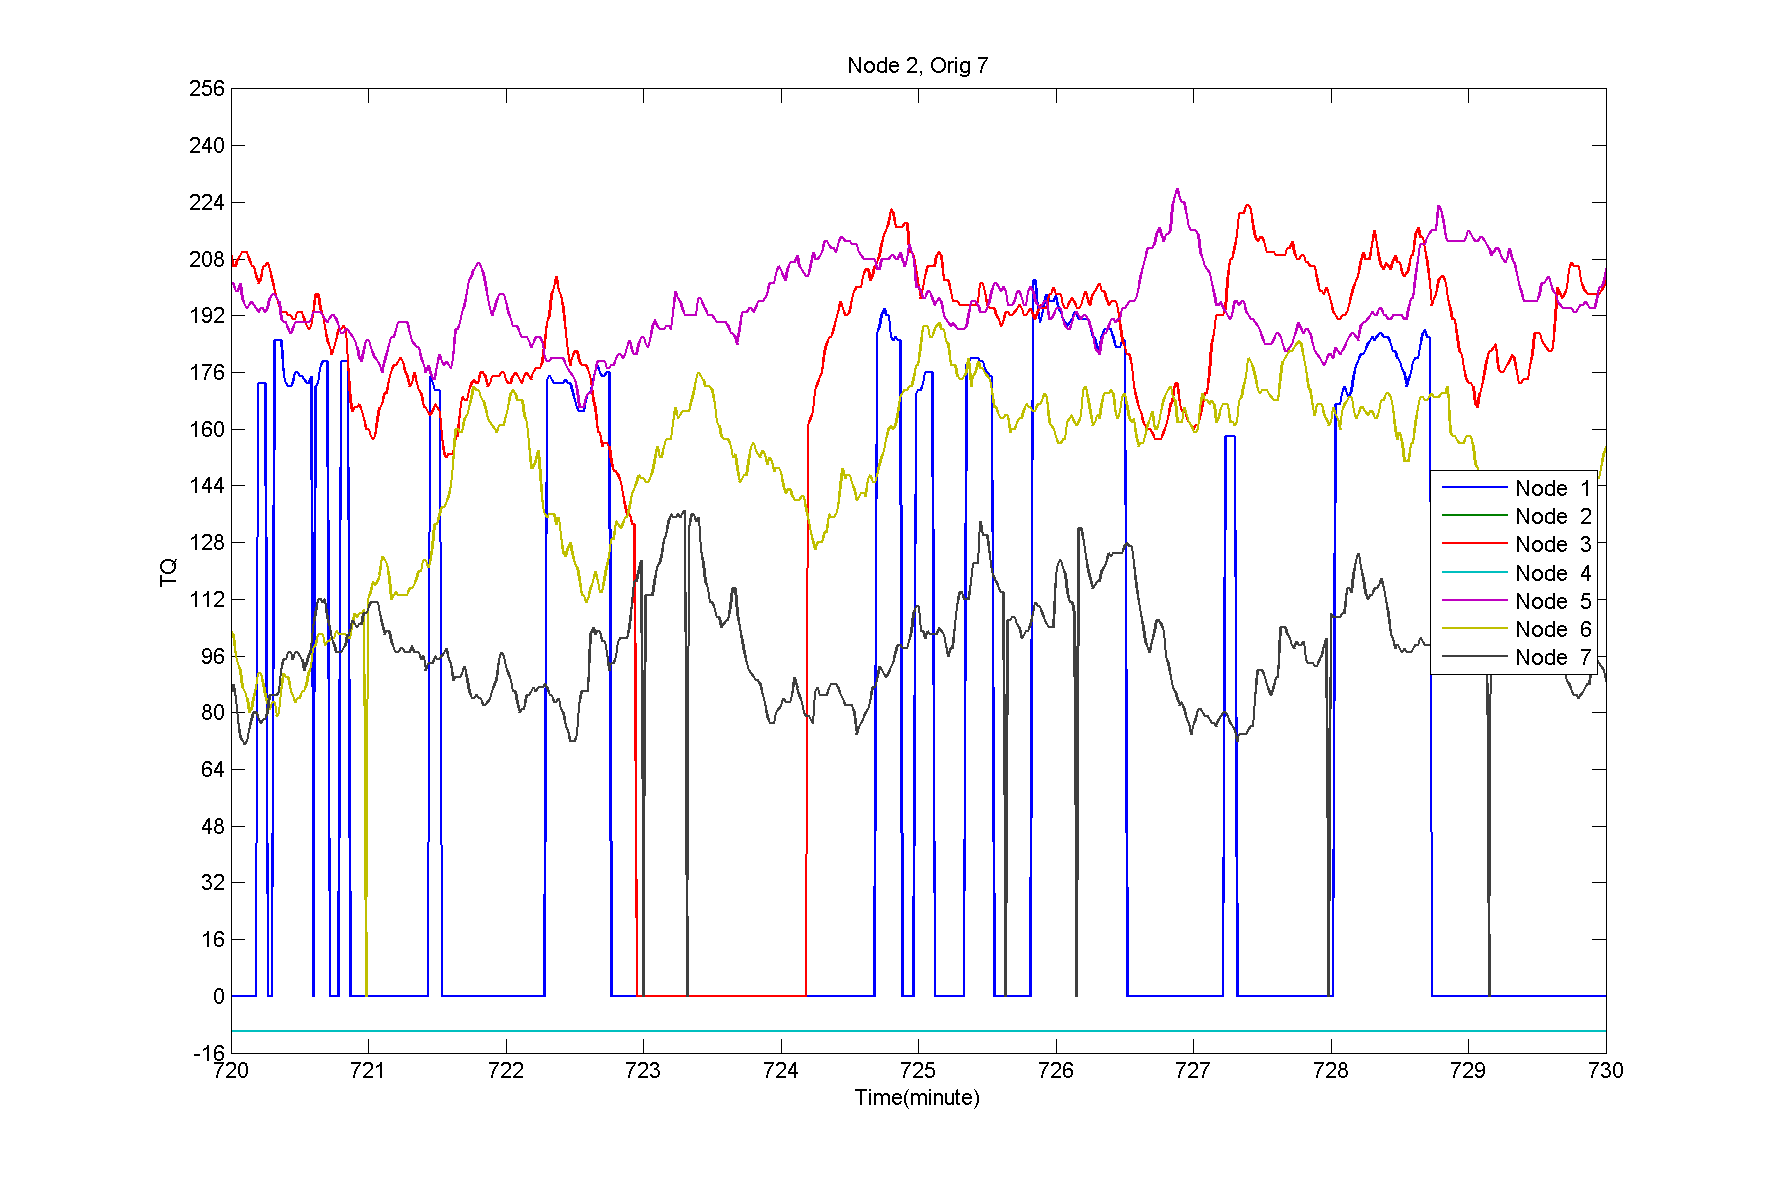 Node 2, Orig 7
256
240
224
208
192
176
160
144
128
112
96
80
64
48
32
16
0
-16
TQ
Node 1
Node 2
Node 3
Node 4
Node 5
Node 6
Node 7
720 721 722 723 724 725 726 727 728 729 730
Time(minute)